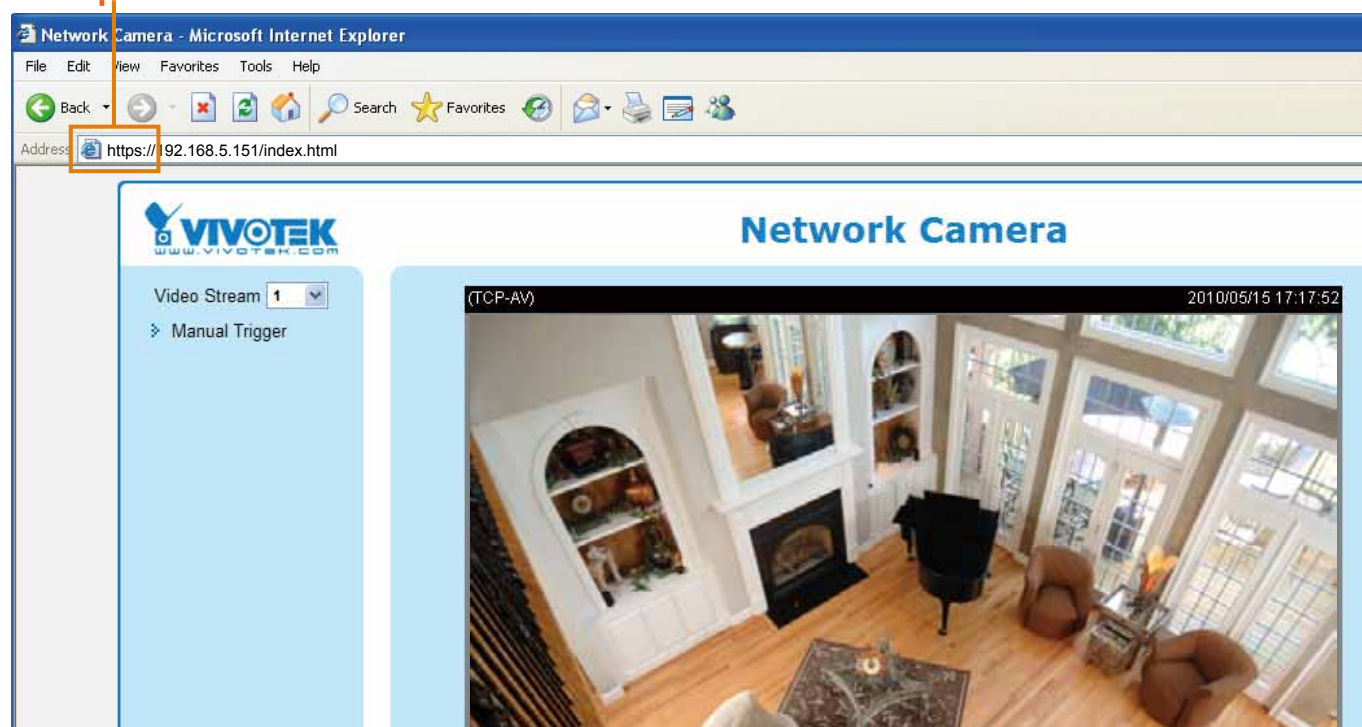 Network Camera - Microsoft Internet Explorer
File Edit View Favorites Tools Help
Back Search Favorites
Address https://192.168.5.151/index.html
VIVOTEK
www.vivotek.com
Network Camera
Video Stream 1
Manual Trigger
(TCP-AV) 2010/05/15 17:17:52